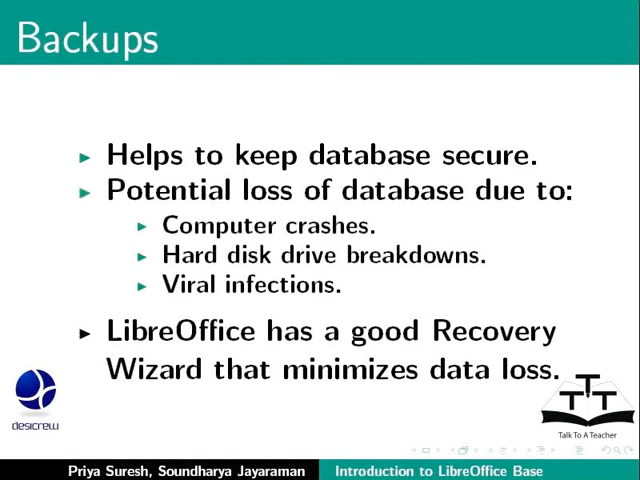 Backups
Helps to keep database secure.
Potential loss of database due to:
Computer crashes.
Hard disk drive breakdowns.
Viral infections.
LibreOffice has a good Recovery
Wizard that minimizes data loss.
desicrew
TTT
Talk To A Teacher
Priya Suresh, Soundharya Jayaraman Introduction to LibreOffice Base